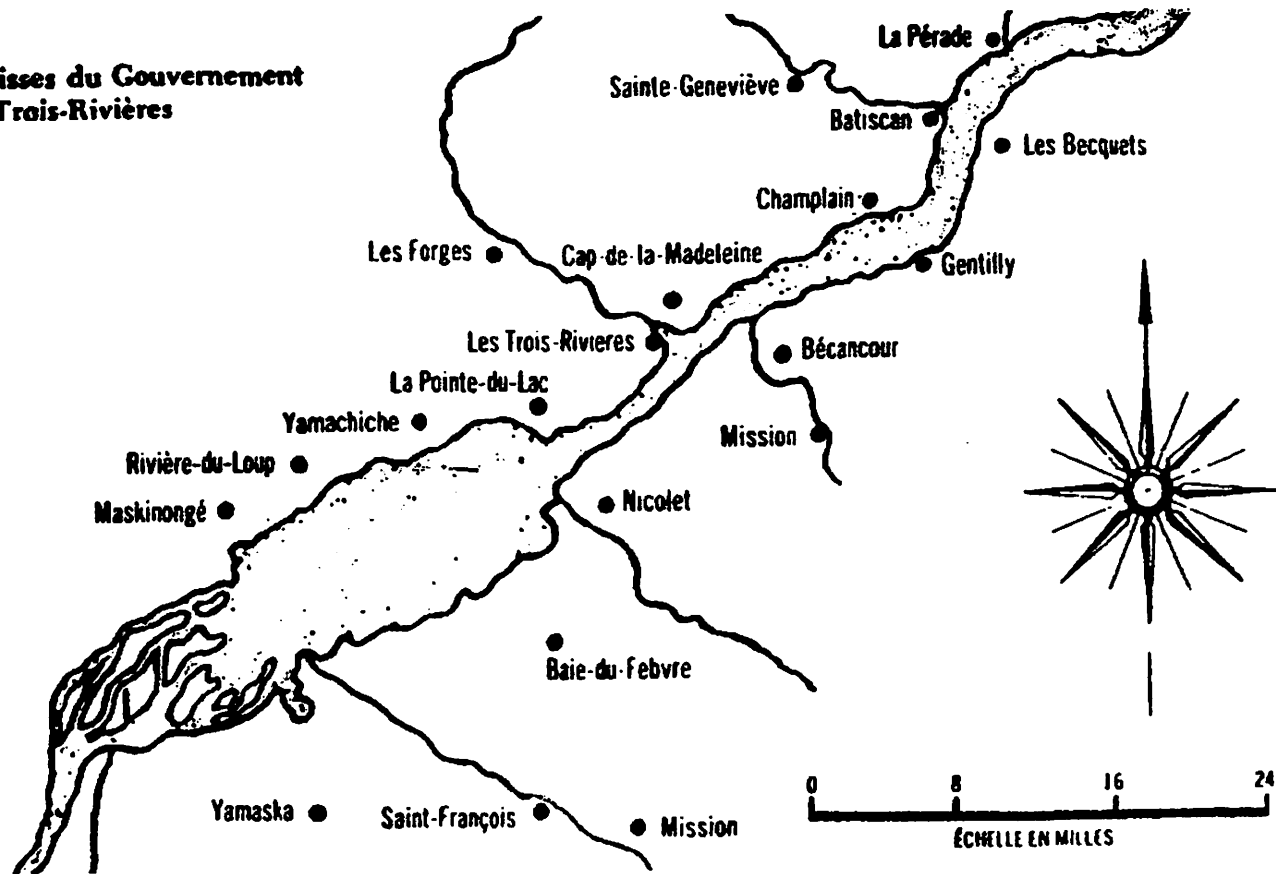 isses du Gouvernement
Trois-Rivières
La Pérade
Sainte-Geneviève
Batiscan
Les Becquets
Champlain
Les Forges
Cap-de-la-Madeleine
Gentilly
Les Trois-Rivieres
Bécancour
La Pointe-du-Lac
Yamachiche
Mission
Rivière-du-Loup
Maskinongé
Nicolet
Baie-du-Febvre
Yamaska
Saint-François
Mission
0 8 16 24
ÉCHELLE EN MILLES